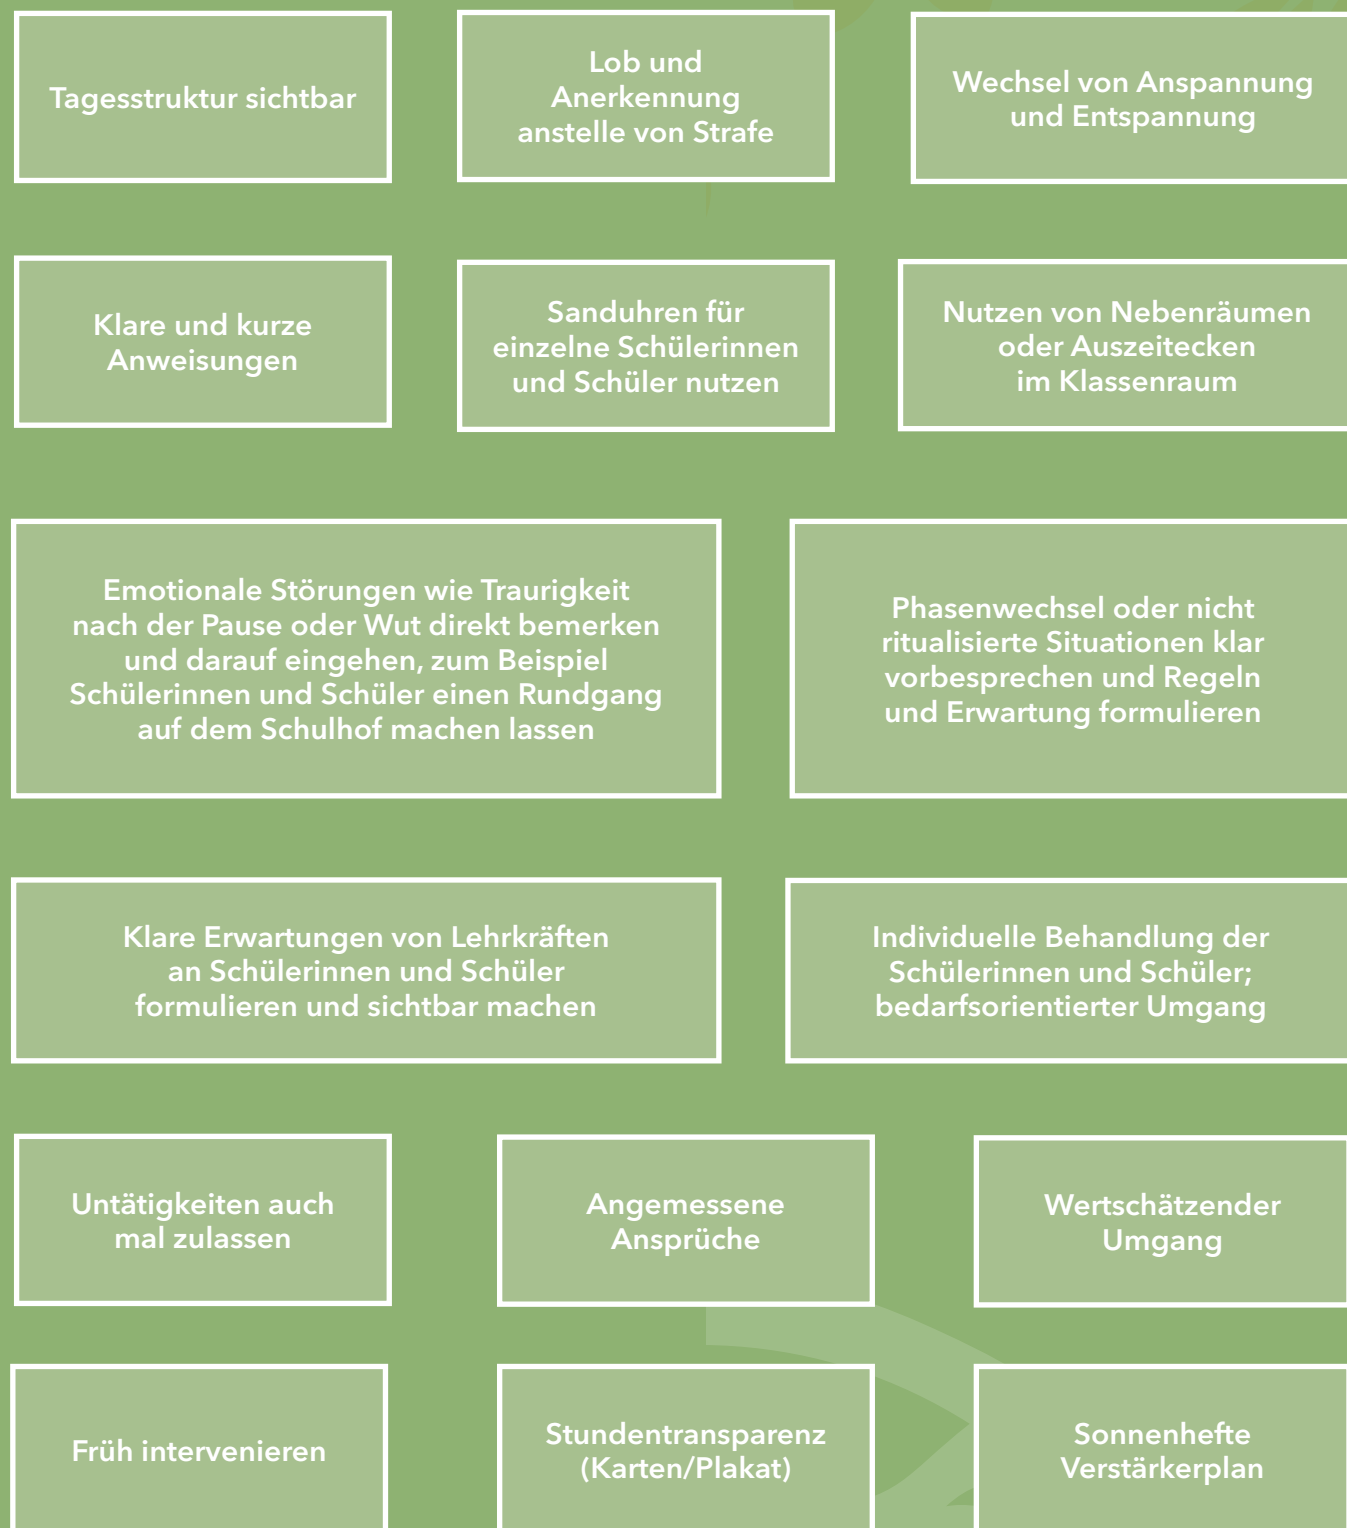 Tagesstruktur sichtbar
Lob und
Anerkennung
anstelle von Strafe
Wechsel von Anspannung
und Entspannung
Klare und kurze
Anweisungen
Sanduhren für
einzelne Schülerinnen
und Schüler nutzen
Nutzen von Nebenräumen
oder Auszeitecken
im Klassenraum
Emotionale Störungen wie Traurigkeit
nach der Pause oder Wut direkt bemerken
und darauf eingehen, zum Beispiel
Schülerinnen und Schüler einen Rundgang
auf dem Schulhof machen lassen
Phasenwechsel oder nicht
ritualisierte Situationen klar
vorbesprechen und Regeln
und Erwartung formulieren
Klare Erwartungen von Lehrkräften
an Schülerinnen und Schüler
formulieren und sichtbar machen
Individuelle Behandlung der
Schülerinnen und Schüler;
bedarfsorientierter Umgang
Untätigkeiten auch
mal zulassen
Angemessene
Ansprüche
Wertschätzender
Umgang
Früh intervenieren
Stundentransparenz
(Karten/Plakat)
Sonnenhefte
Verstärkerplan